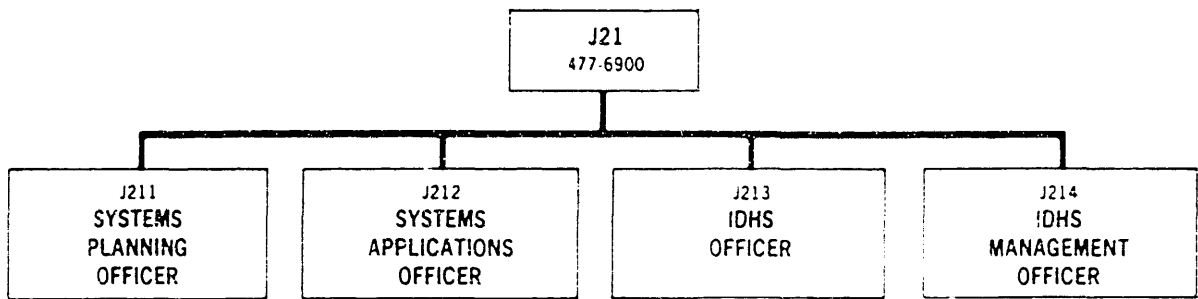 J21
477-6900
J211
SYSTEMS
PLANNING
OFFICER
J212
SYSTEMS
APPLICATIONS
OFFICER
J213
IDHS
OFFICER
J214
IDHS
MANAGEMENT
OFFICER